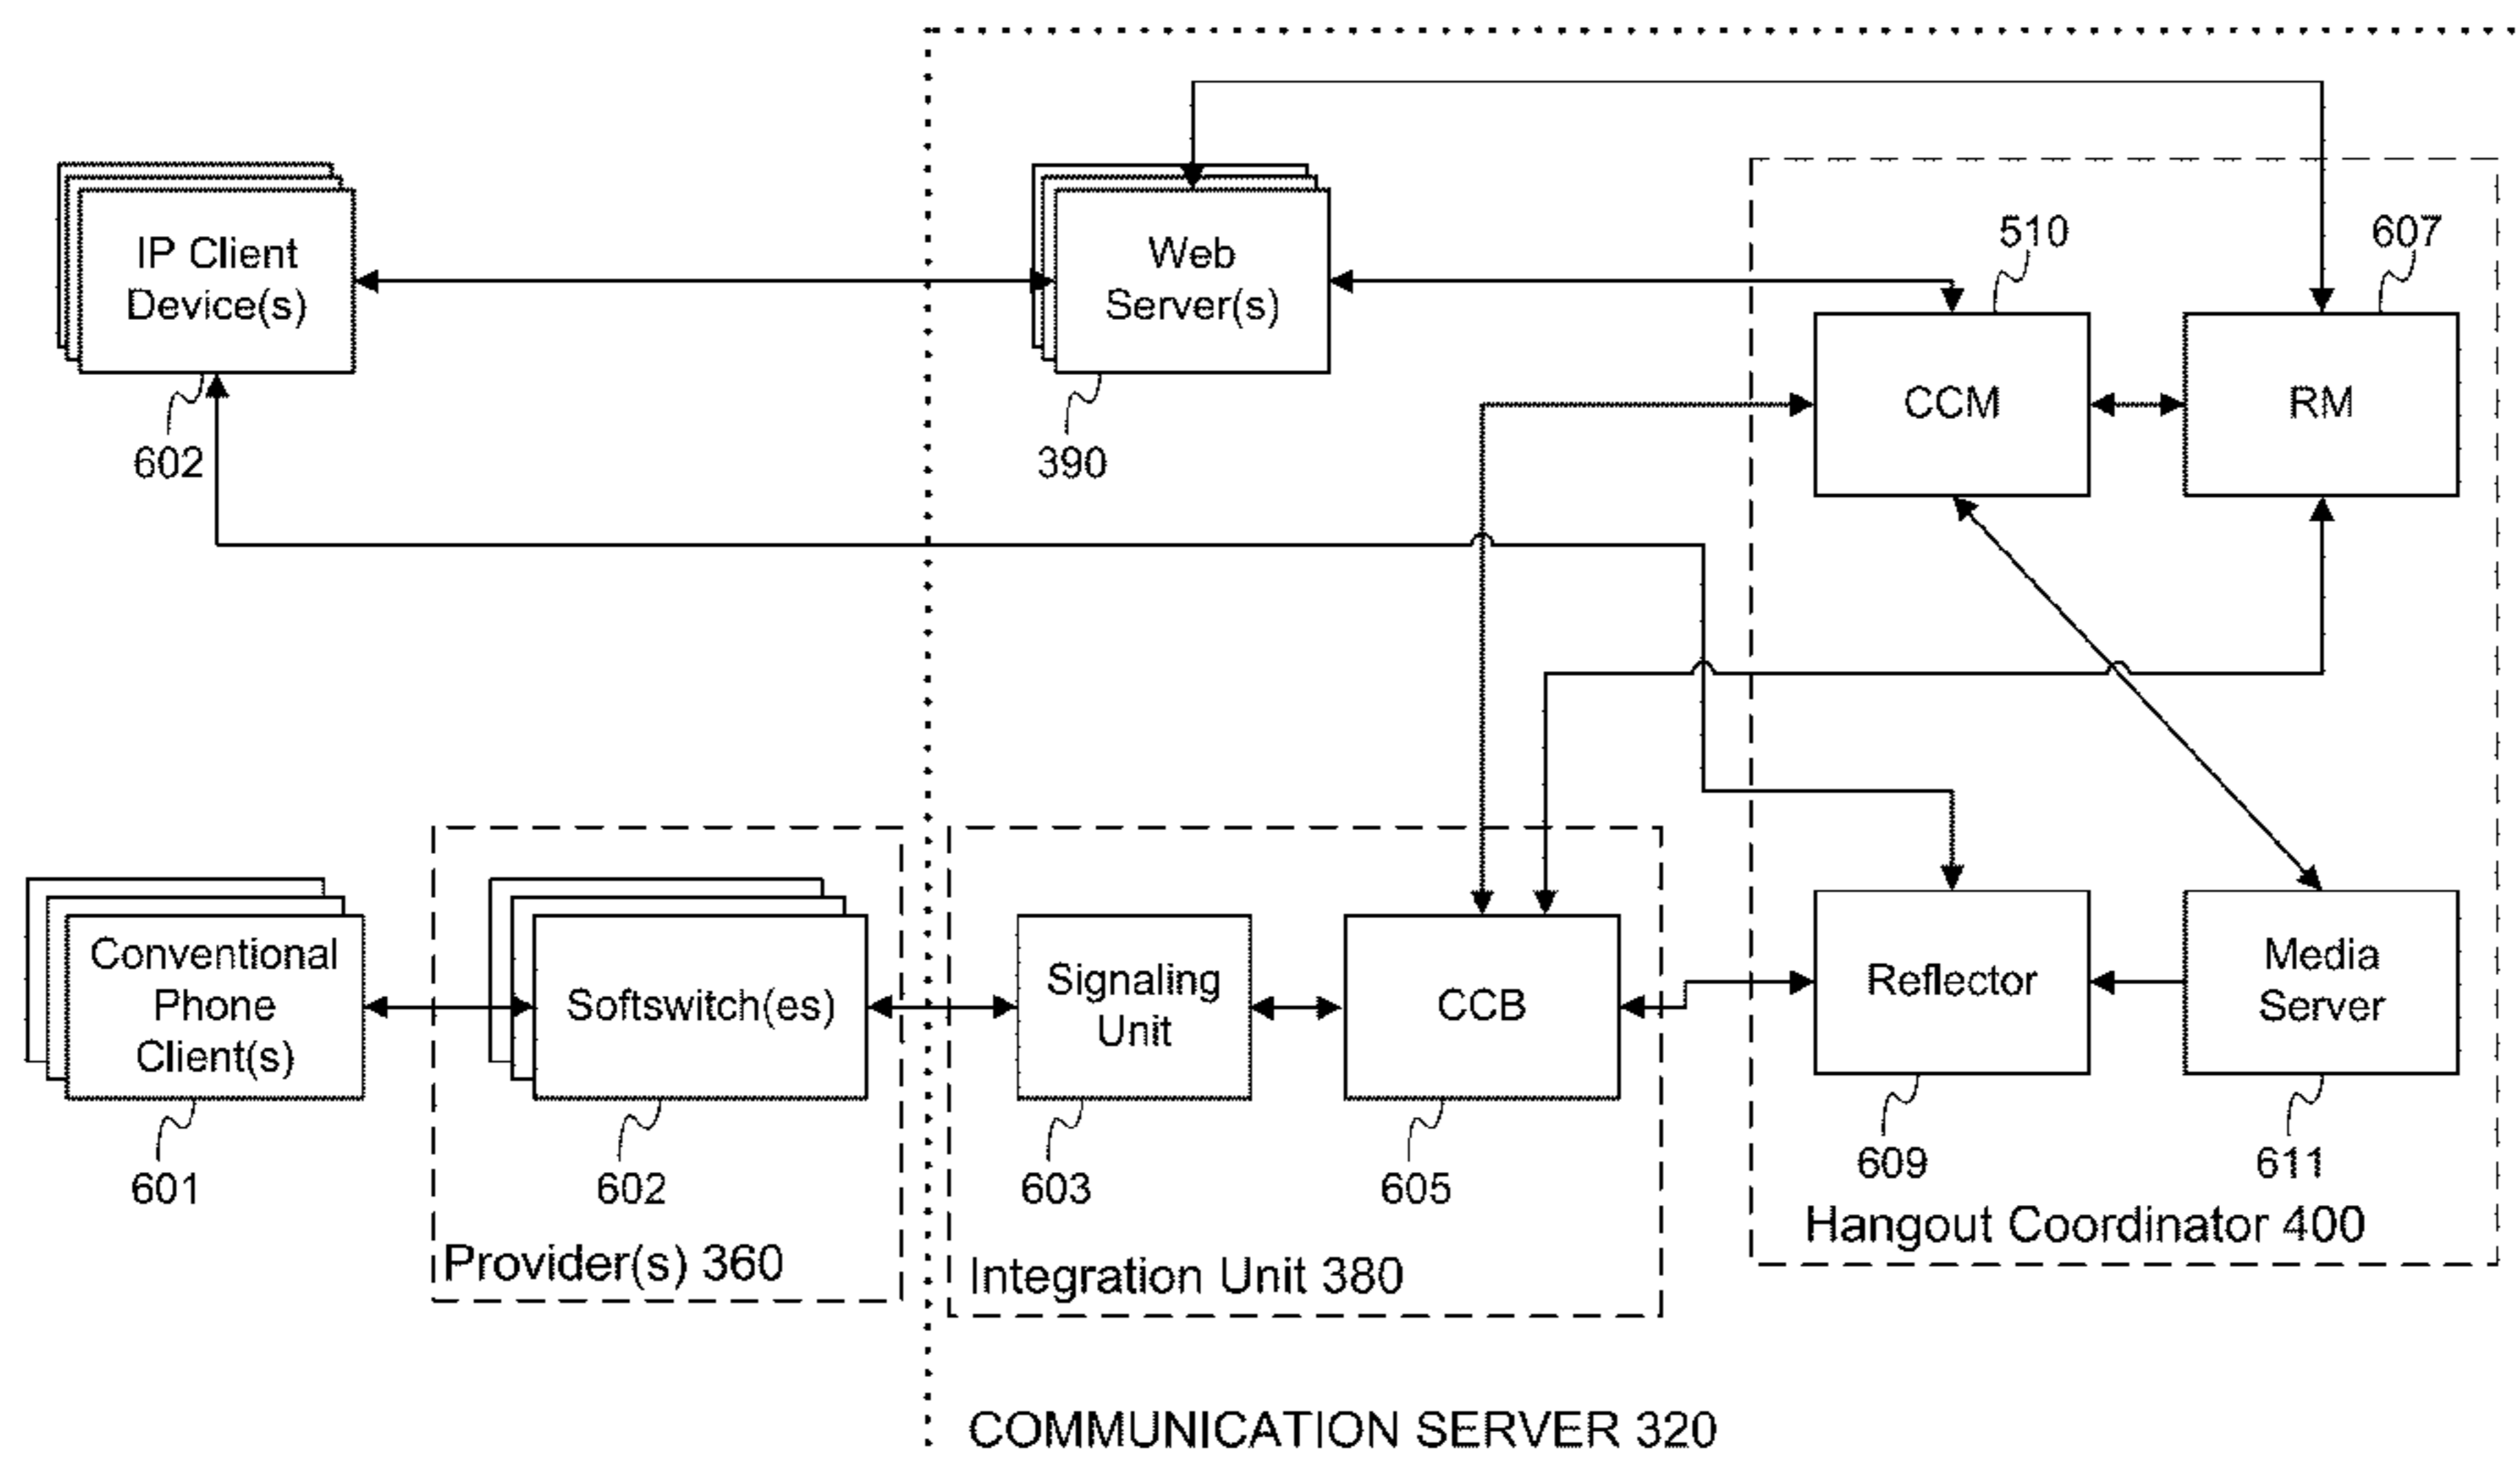 510
607
IP Client
Device(s)
Web
Server(s)
CCM
RM
602
390
Conventional
Phone
Client(s)
Softswitch(es)
Signaling
Unit
CCB
Reflector
Media
Server
601
602
603
605
609
611
Provider(s) 360
Integration Unit 380
Hangout Coordinator 400
COMMUNICATION SERVER 320